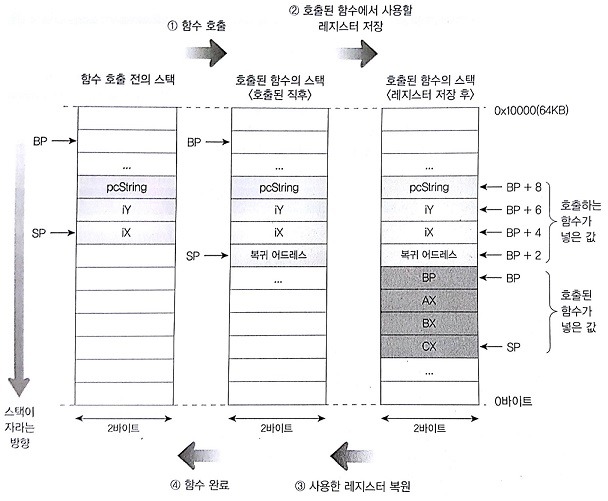 ① 함수 호출
② 호출된 함수에서 사용할
레지스터 저장
함수 호출 전의 스택
호출된 함수의 스택
〈호출된 직후〉
호출된 함수의 스택
〈레지스터 저장 후〉
0x10000(64KB)
BP
BP
...
...
...
pcString
pcString
pcString
BP + 8
iY
iY
iY
BP + 6
SP
iX
iX
iX
BP + 4
호출하는
함수가
넣은 값
SP
복귀 어드레스
복귀 어드레스
BP + 2
...
BP
BP
AX
BX
CX
SP
호출된
함수가
넣은 값
...
0바이트
스택이
자라는
방향
2바이트
2바이트
2바이트
④ 함수 완료
③ 사용한 레지스터 복원